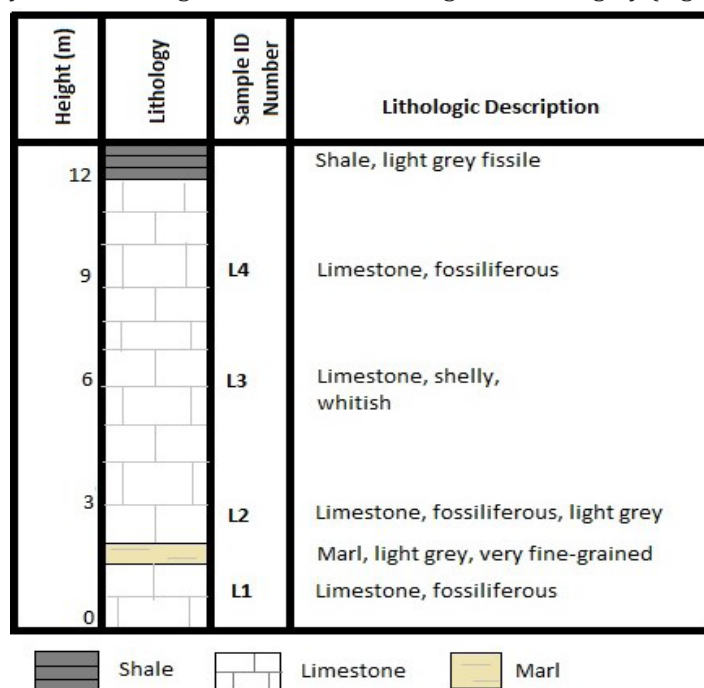 Height (m)
Lithology
Sample ID
Number
Lithologic Description
12
Shale, light grey fissile
9
L4
Limestone, fossiliferous
6
L3
Limestone, shelly,
whitish
3
L2
Limestone, fossiliferous, light grey
Marl, light grey, very fine-grained
L1
Limestone, fossiliferous
0
Shale
Limestone
Marl